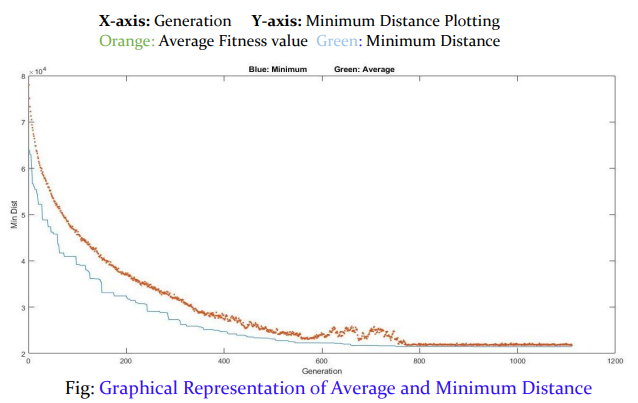 X-axis: Generation Y-axis: Minimum Distance Plotting
Orange: Average Fitness value Green: Minimum Distance
Blue: Minimum Green: Average
×10⁴
8
7
6
5
4
3
2
Min Dist
0 200 400 600 800 1000 1200
Generation
Fig: Graphical Representation of Average and Minimum Distance